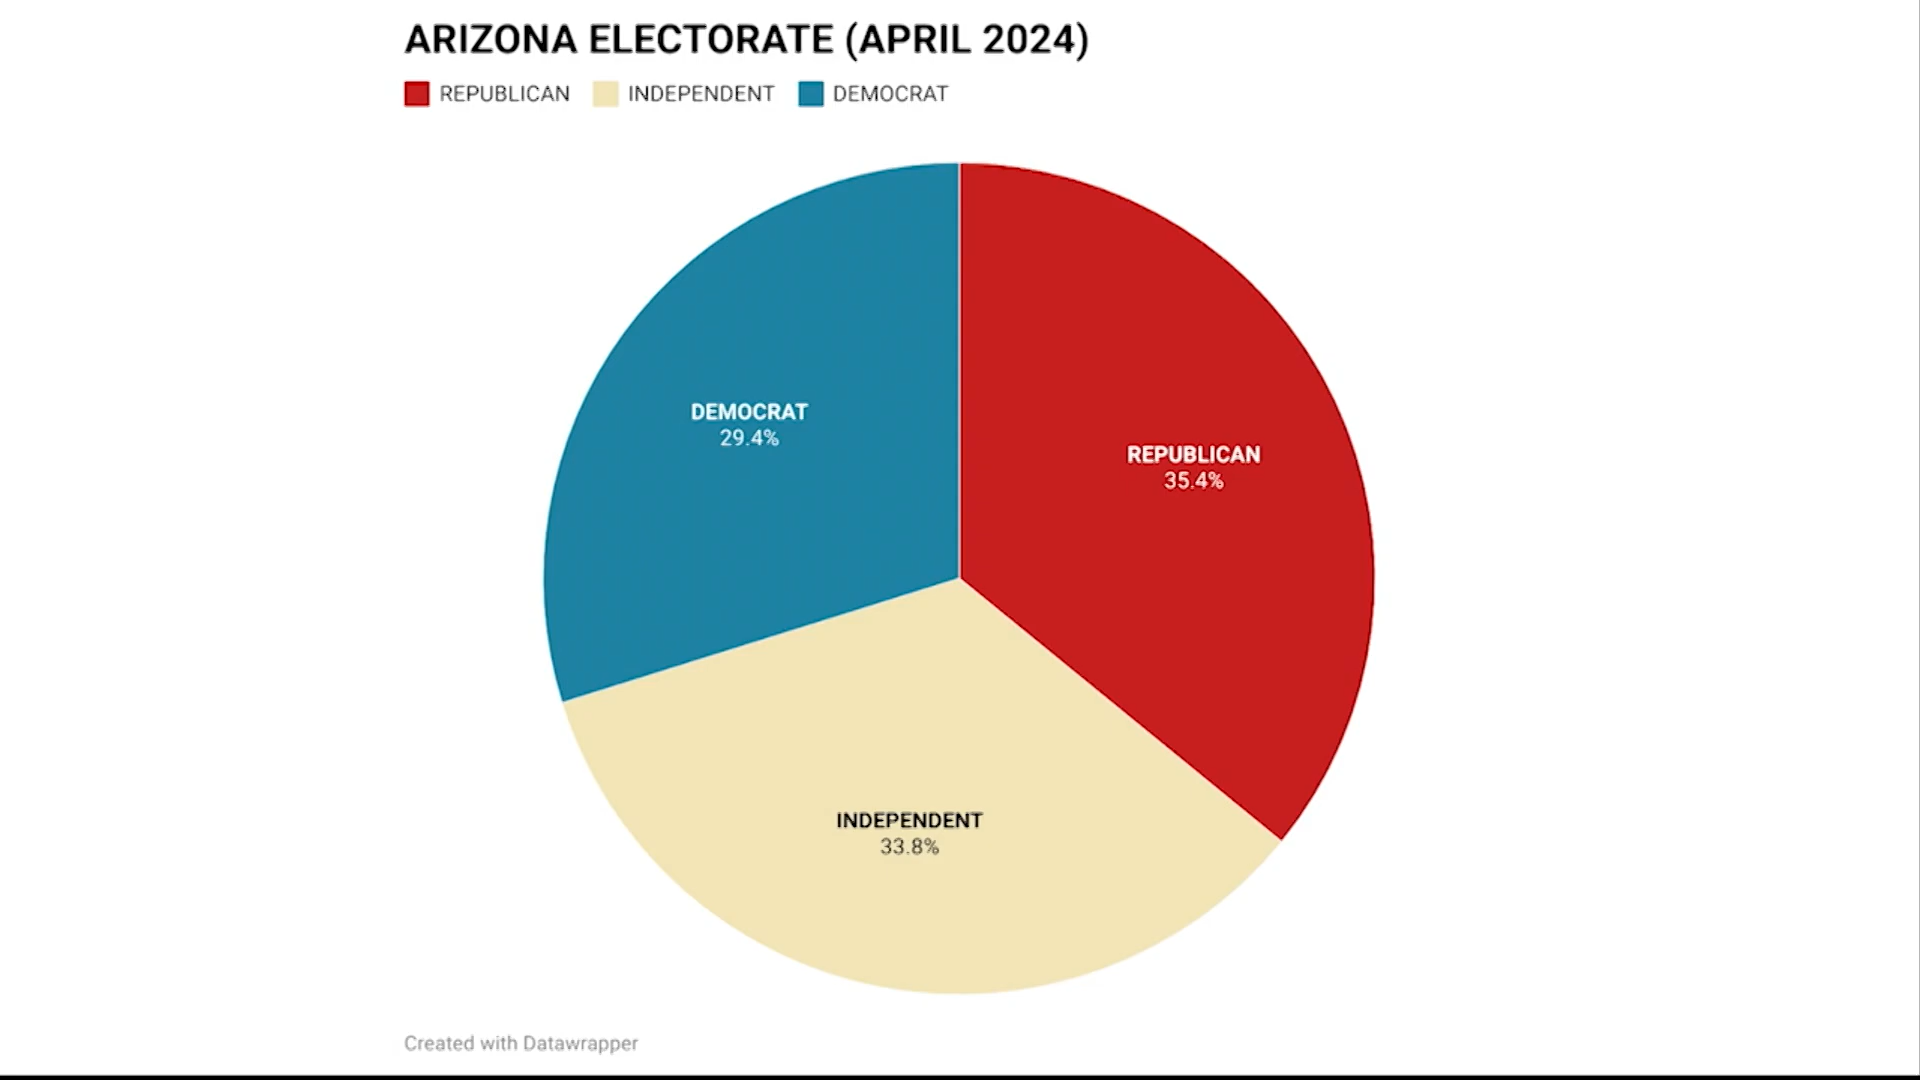 ARIZONA ELECTORATE (APRIL 2024)
REPUBLICAN INDEPENDENT DEMOCRAT
DEMOCRAT
29.4%
REPUBLICAN
35.4%
INDEPENDENT
33.8%
Created with Datawrapper